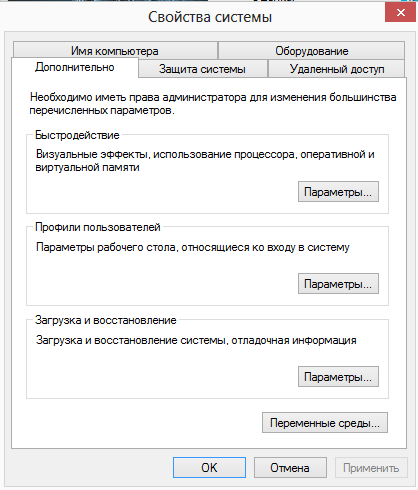 Свойства системы
Имя компьютера
Оборудование
Дополнительно
Защита системы
Удаленный доступ
Необходимо иметь права администратора для изменения большинства
перечисленных параметров.
Быстродействие
Визуальные эффекты, использование процессора, оперативной и
виртуальной памяти
Параметры...
Профили пользователей
Параметры рабочего стола, относящиеся ко входу в систему
Параметры...
Загрузка и восстановление
Загрузка и восстановление системы, отладочная информация
Параметры...
Переменные среды...
OK
Отмена
Применить